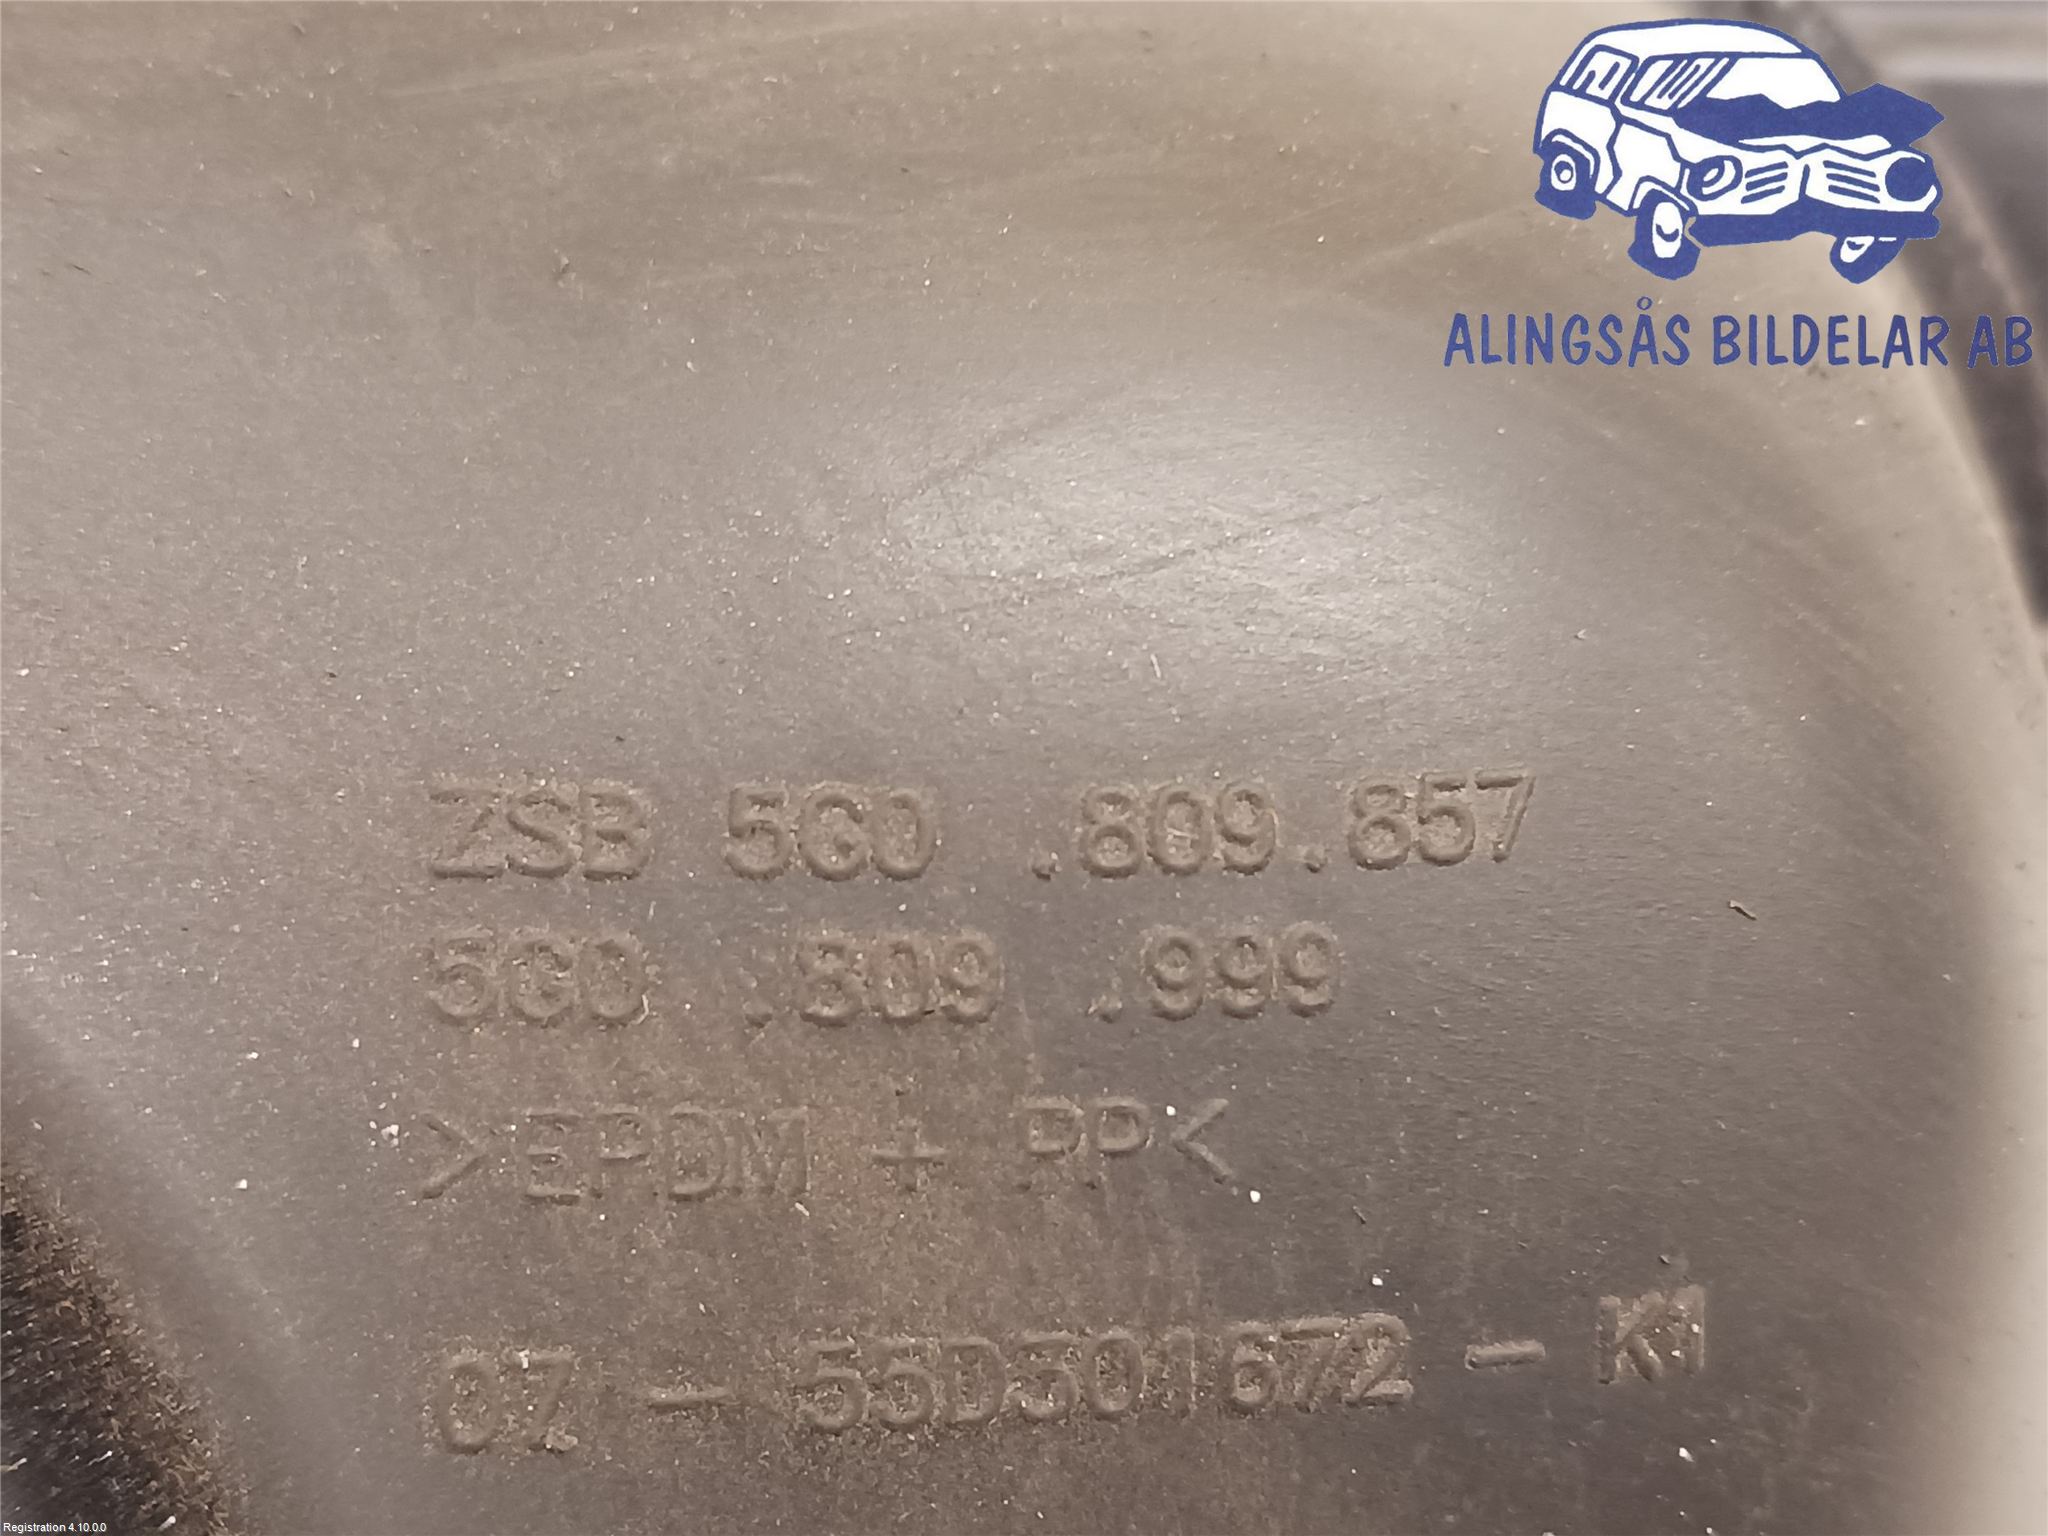 ALINGSÅS BILDELAR AB
ZSB 5G0 .809.857
5G0 .809 .999
>EPDM + PP<
07 - 55D301672 - KM
Registration 4.10.0.0